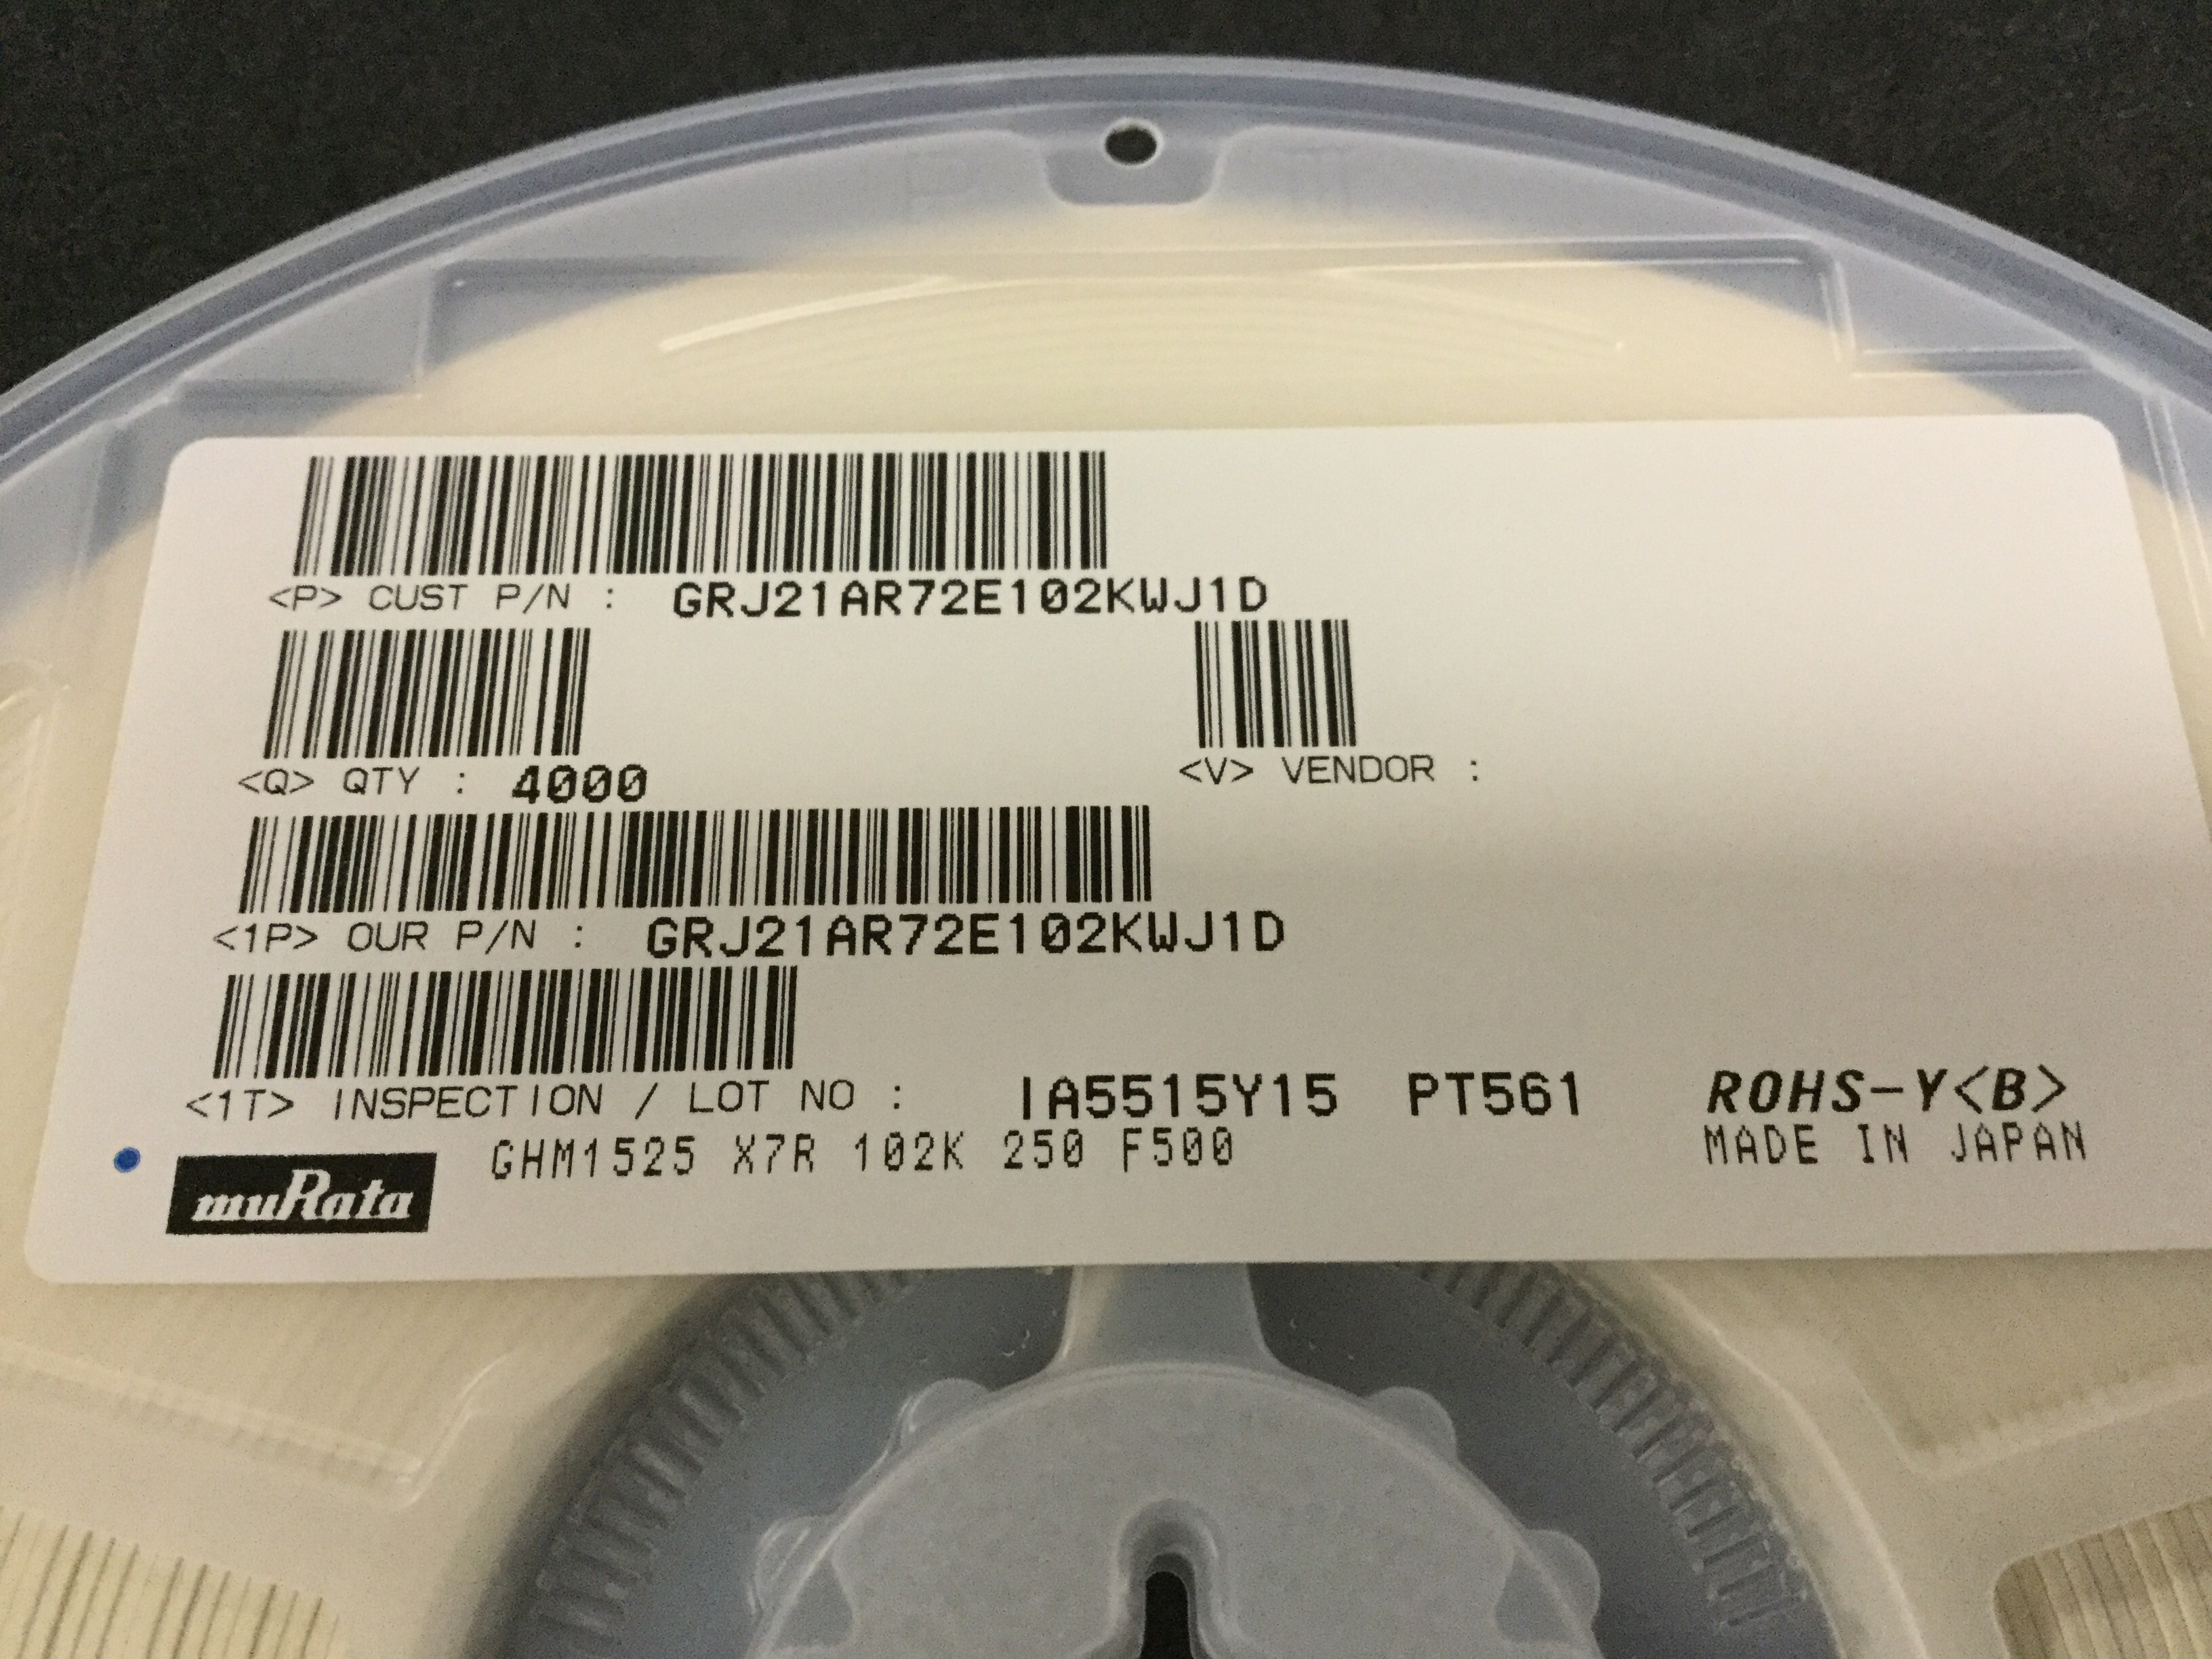 <P> CUST P/N : GRJ21AR72E102KWJ1D
<Q> QTY : 4000 <V> VENDOR :
<1P> OUR P/N : GRJ21AR72E102KWJ1D
<1T> INSPECTION / LOT NO : IA5515Y15 PT561 ROHS-Y<B>
GHM1525 X7R 102K 250 F500 MADE IN JAPAN
muRata